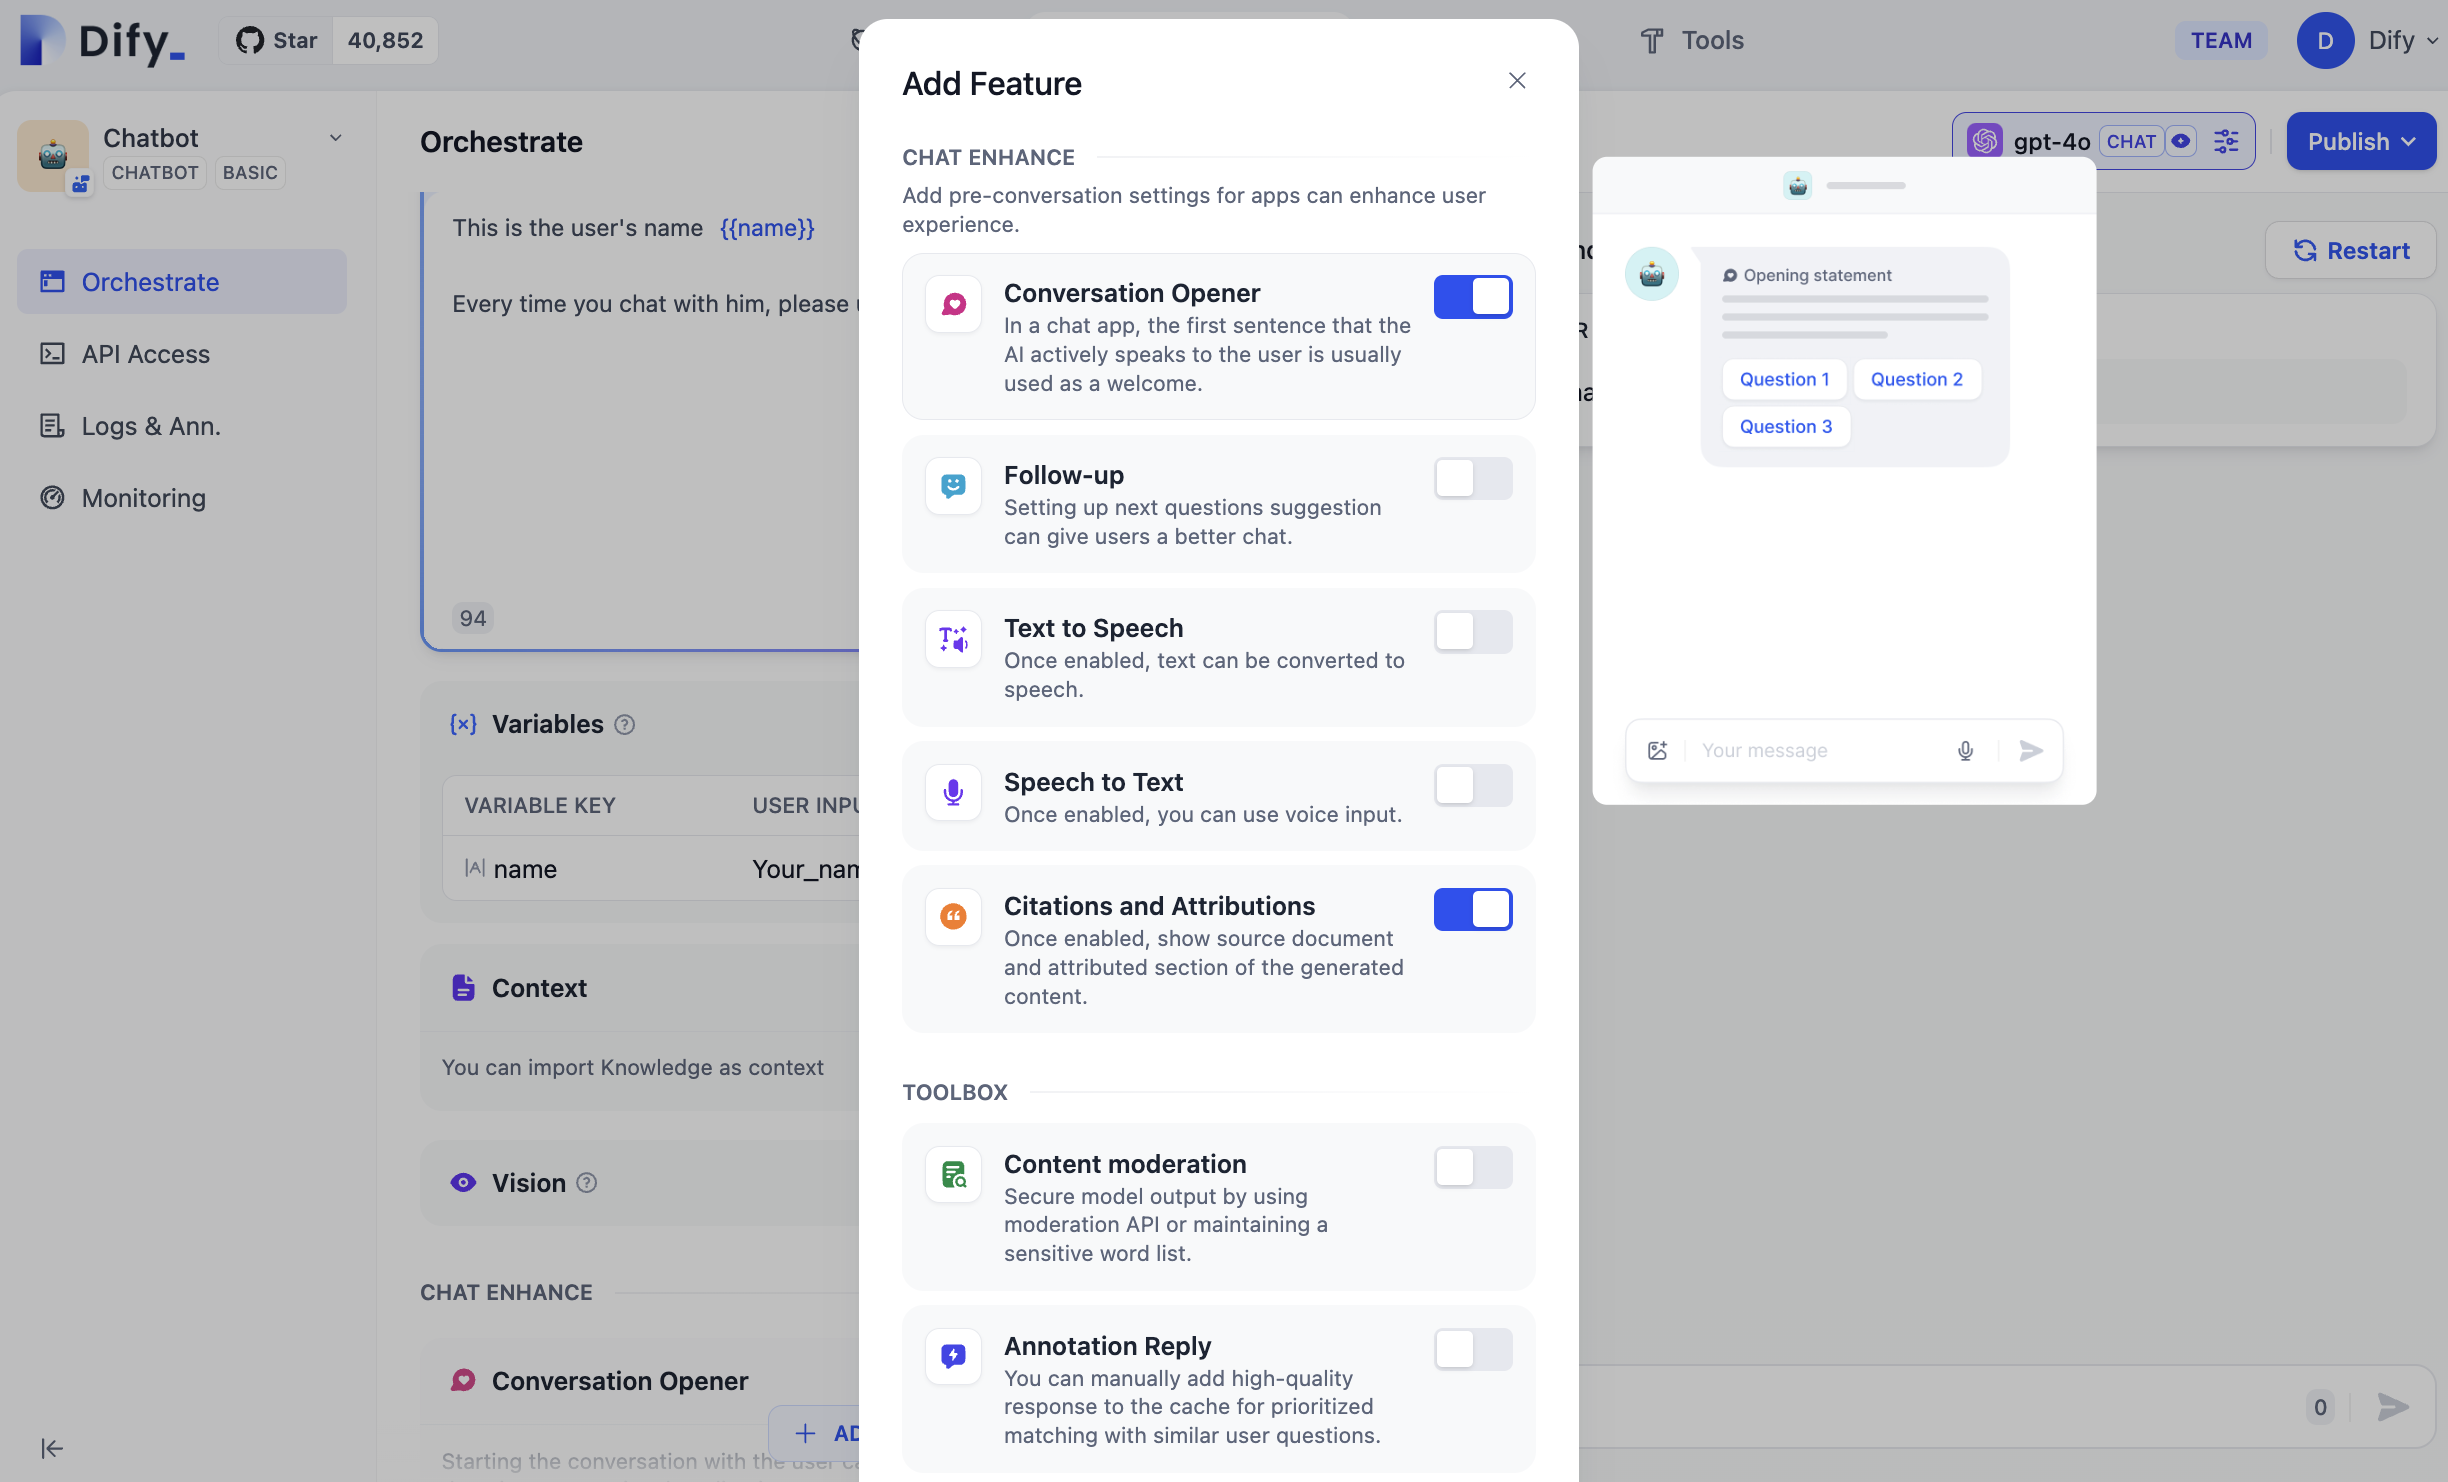 Dify_
Star 40,852
Tools
TEAM
D
Dify
Chatbot
CHATBOT
BASIC
Orchestrate
API Access
Logs & Ann.
Monitoring
Orchestrate
This is the user's name {{name}}
Every time you chat with him, please
94
Variables
VARIABLE KEY
USER INPU
name
Your_nam
Context
You can import Knowledge as context
Vision
CHAT ENHANCE
Conversation Opener
Starting the conversation with the user
+ AD
Add Feature
CHAT ENHANCE
Add pre-conversation settings for apps can enhance user
experience.
Conversation Opener
In a chat app, the first sentence that the
AI actively speaks to the user is usually
used as a welcome.
Follow-up
Setting up next questions suggestion
can give users a better chat.
Text to Speech
Once enabled, text can be converted to
speech.
Speech to Text
Once enabled, you can use voice input.
Citations and Attributions
Once enabled, show source document
and attributed section of the generated
content.
TOOLBOX
Content moderation
Secure model output by using
moderation API or maintaining a
sensitive word list.
Annotation Reply
You can manually add high-quality
response to the cache for prioritized
matching with similar user questions.
gpt-4o
CHAT
Publish
Restart
Opening statement
Question 1
Question 2
Question 3
Your message
0